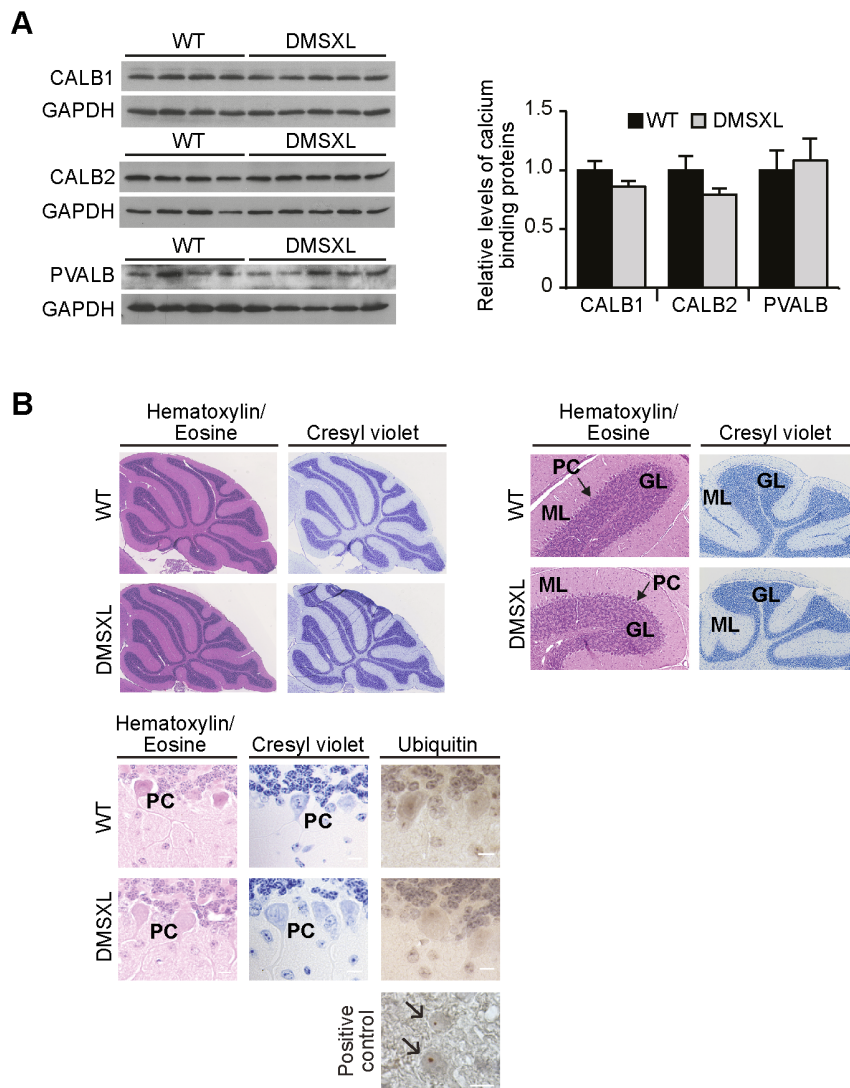 A
WT DMSXL
CALB1
GAPDH
CALB2
GAPDH
WT DMSXL
PVALB
GAPDH
Relative levels of calcium
binding proteins
1.5
1.0
0.5
0
WT DMSXL
CALB1 CALB2 PVALB
B
Hematoxylin/
Eosine Cresyl violet
WT
DMSXL
Hematoxylin/
Eosine Cresyl violet
WT
PC
GL
ML
GL
ML
DMSXL
ML
PC
GL
GL
ML
Hematoxylin/
Eosine Cresyl violet Ubiquitin
WT
PC
PC
DMSXL
PC
PC
Positive
control